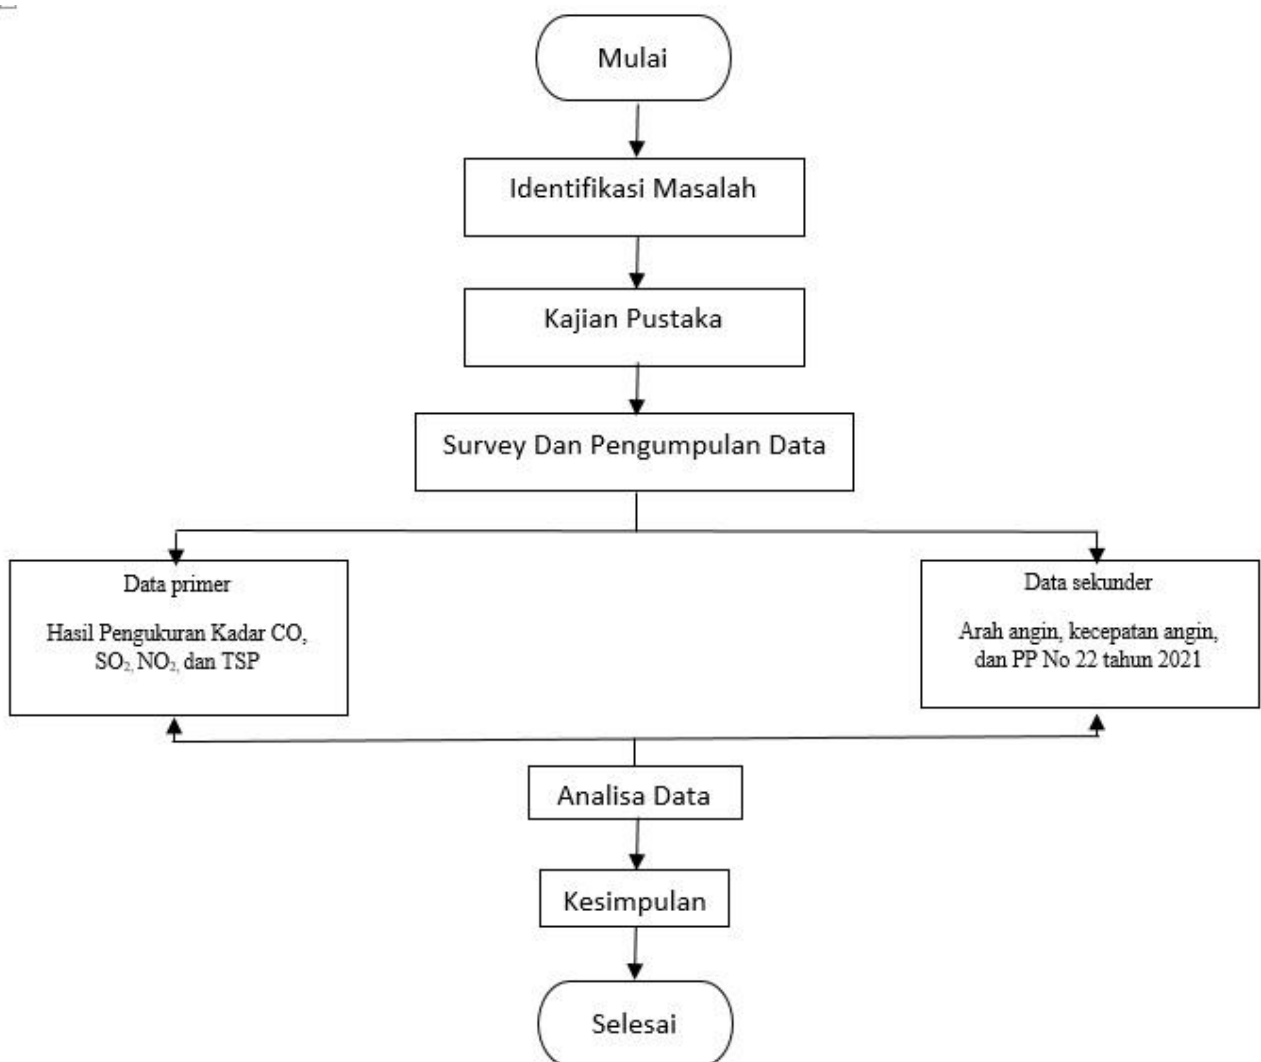 Mulai
Identifikasi Masalah
Kajian Pustaka
Survey Dan Pengumpulan Data
Data primer
Hasil Pengukuran Kadar CO,
SO₂, NO₂, dan TSP
Data sekunder
Arah angin, kecepatan angin,
dan PP No 22 tahun 2021
Analisa Data
Kesimpulan
Selesai